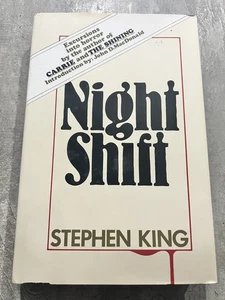 Excursions
into horror
by the author of
CARRIE and THE SHINING
Introduction by: John D. MacDonald
Night
Shift
STEPHEN KING